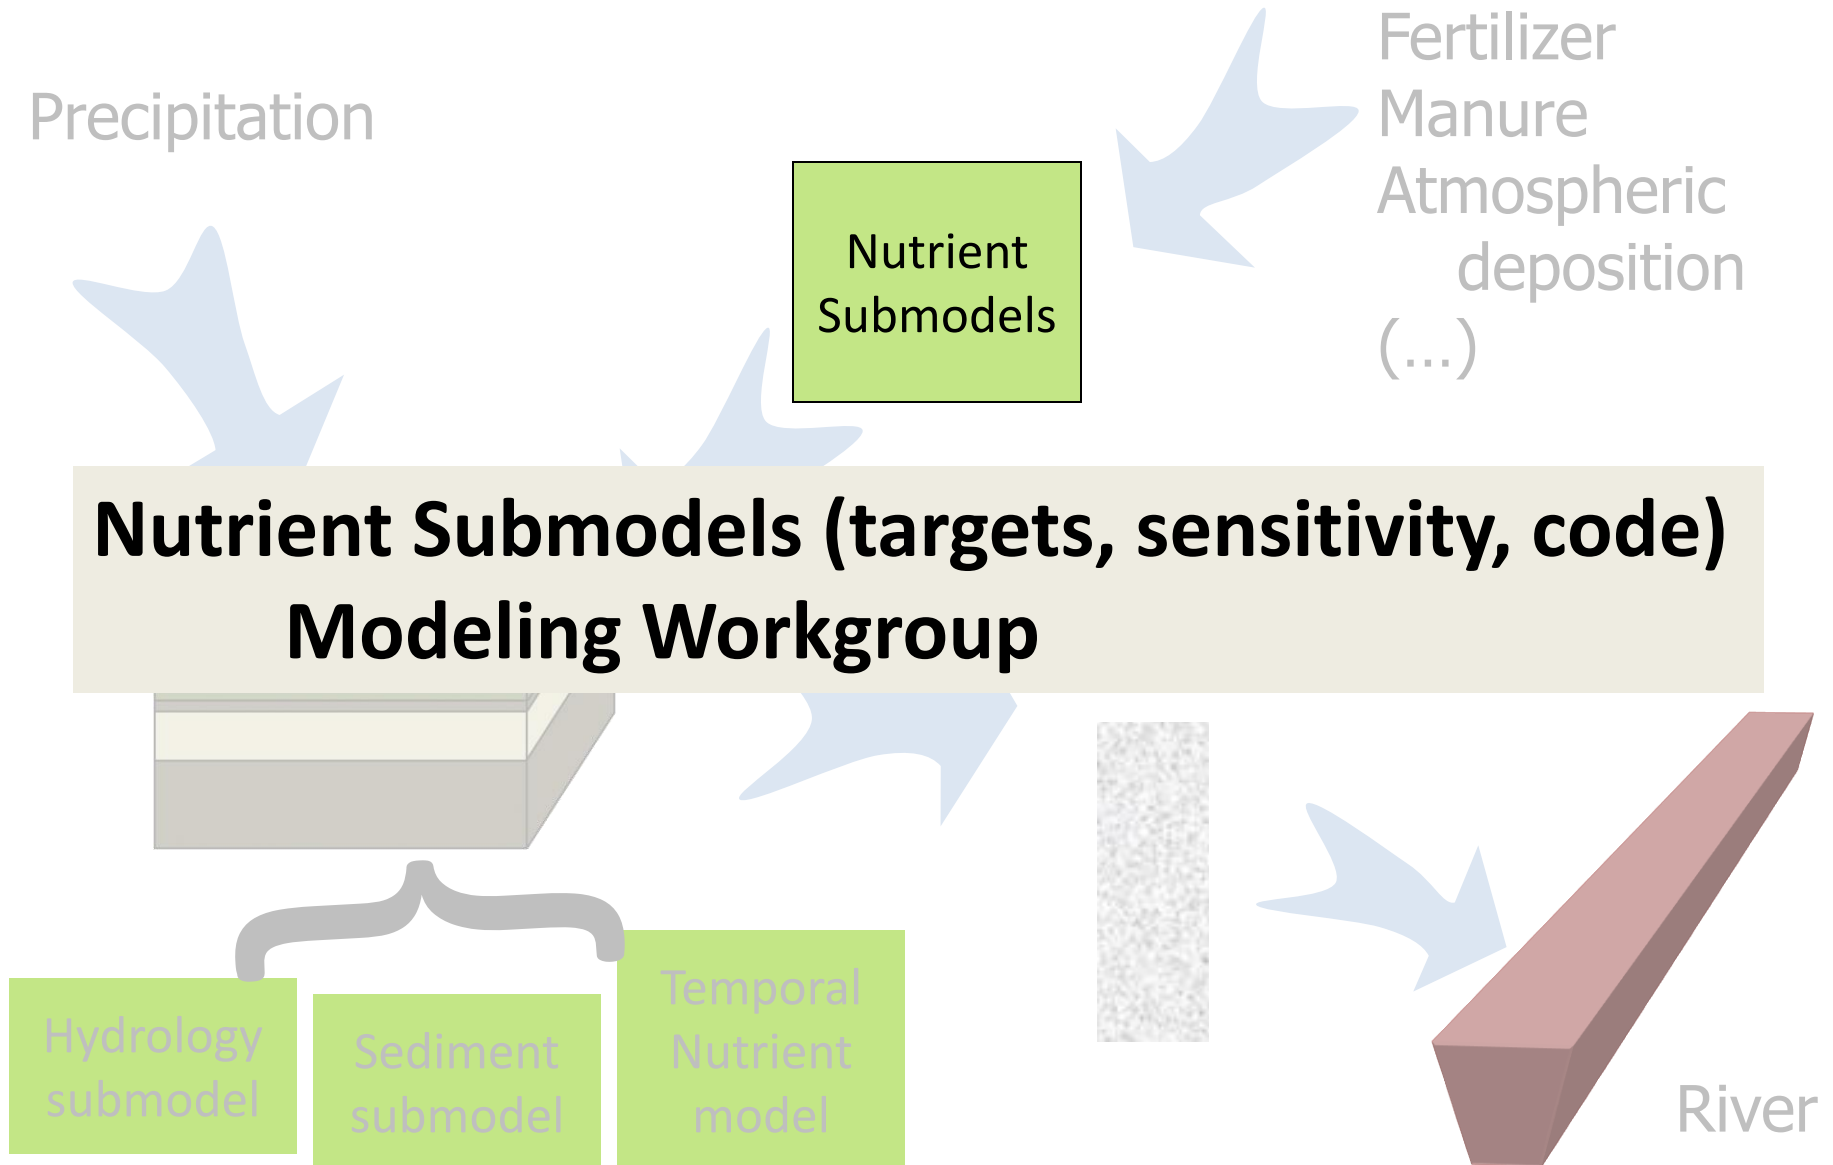 Precipitation
Fertilizer
Manure
Atmospheric
deposition
(...)
Nutrient
Submodels
Nutrient Submodels (targets, sensitivity, code)
Modeling Workgroup
Hydrology
submodel
Sediment
submodel
Temporal
Nutrient
model
River